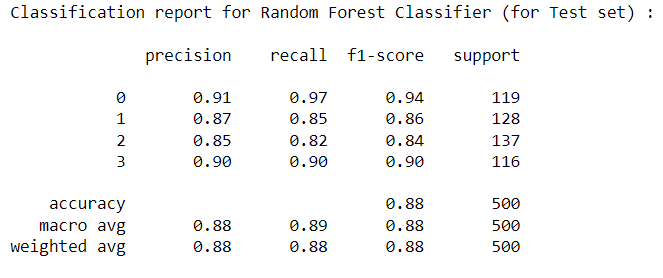 Classification report for Random Forest Classifier (for Test set) :
precision recall f1-score support
0 0.91 0.97 0.94 119
1 0.87 0.85 0.86 128
2 0.85 0.82 0.84 137
3 0.90 0.90 0.90 116
accuracy 0.88 500
macro avg 0.88 0.89 0.88 500
weighted avg 0.88 0.88 0.88 500